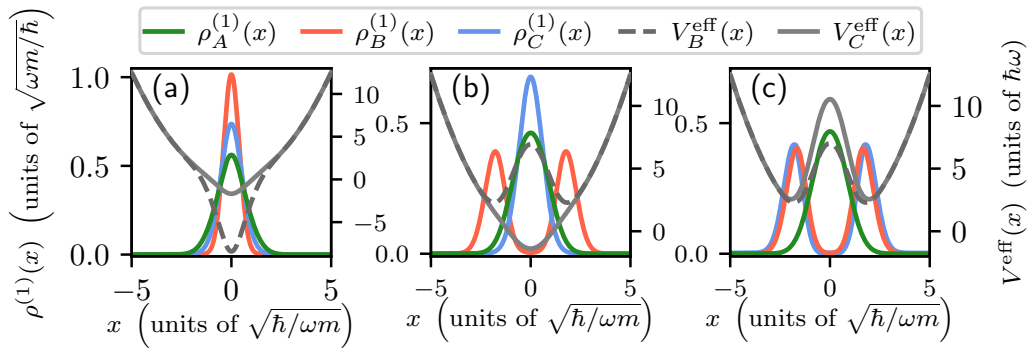 ρ_A^(1)(x) ρ_B^(1)(x) ρ_C^(1)(x) V_B^eff(x) V_C^eff(x)
ρ^(1)(x) (units of √ωm/ħ)
1.0
0.5
0.0
(a)
10
5
0
−5
−5 0 5
x (units of √ħ/ωm)
0.5
0.0
(b)
10
5
0
−5 0 5
x (units of √ħ/ωm)
0.5
0.0
(c)
10
5
0
−5 0 5
x (units of √ħ/ωm)
V^eff(x) (units of ħω)